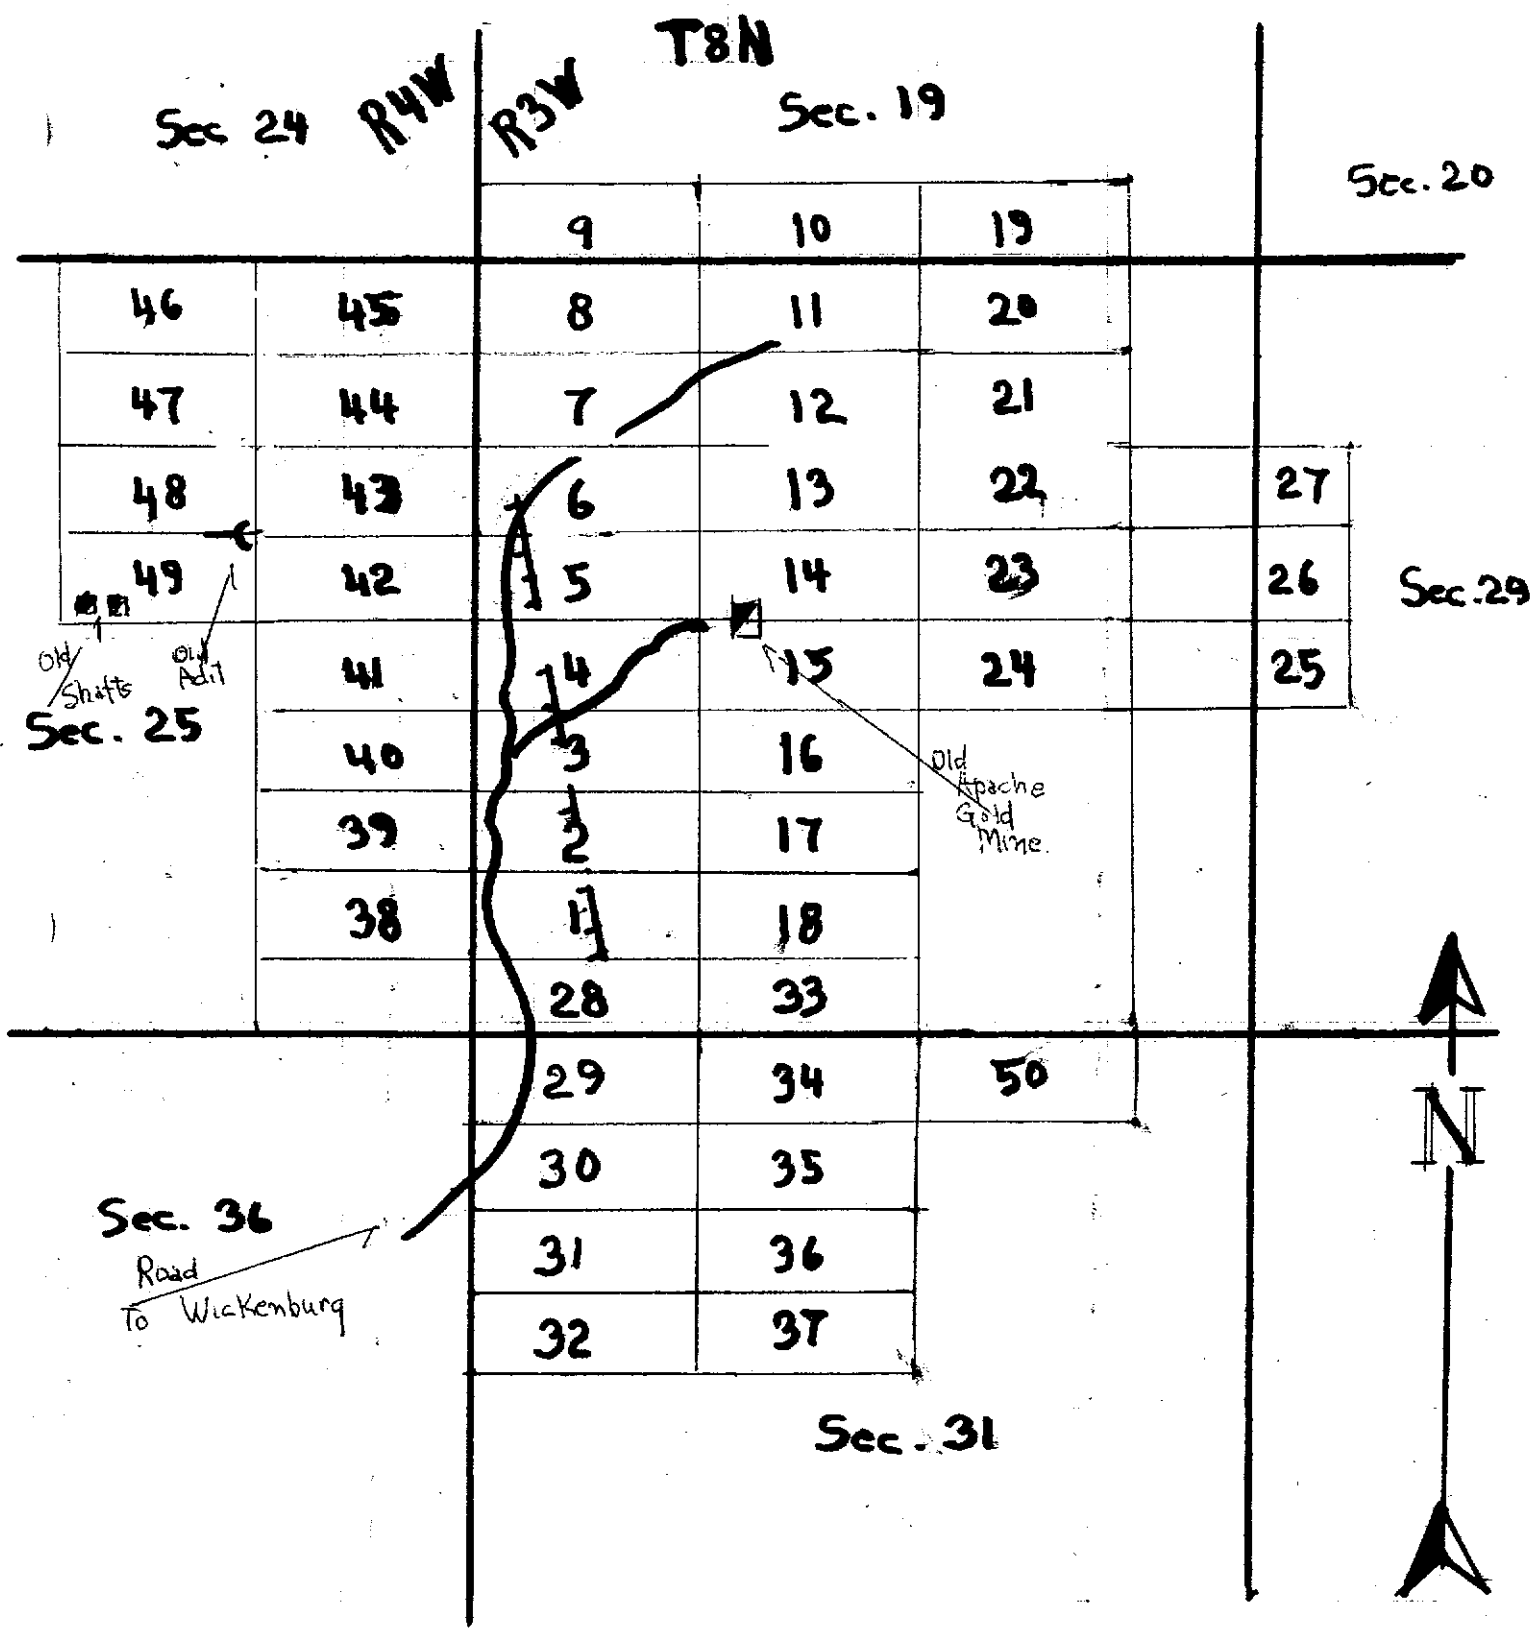 T8N
Sec 24
R4W
R3W
Sec. 19
Sec. 20
9 10 19
46 45 8 11 20
47 44 7 12 21
48 43 6 13 22 27
49 42 5 14 23 26
Sec. 29
Old
Shafts
Old
Adit
41 4 15 24 25
Sec. 25
40 3 16
Old
Apache
Gold
Mine.
39 2 17
38 1 18
28 33
29 34 50
N
30 35
Sec. 36
31 36
Road
To Wickenburg
32 37
Sec. 31